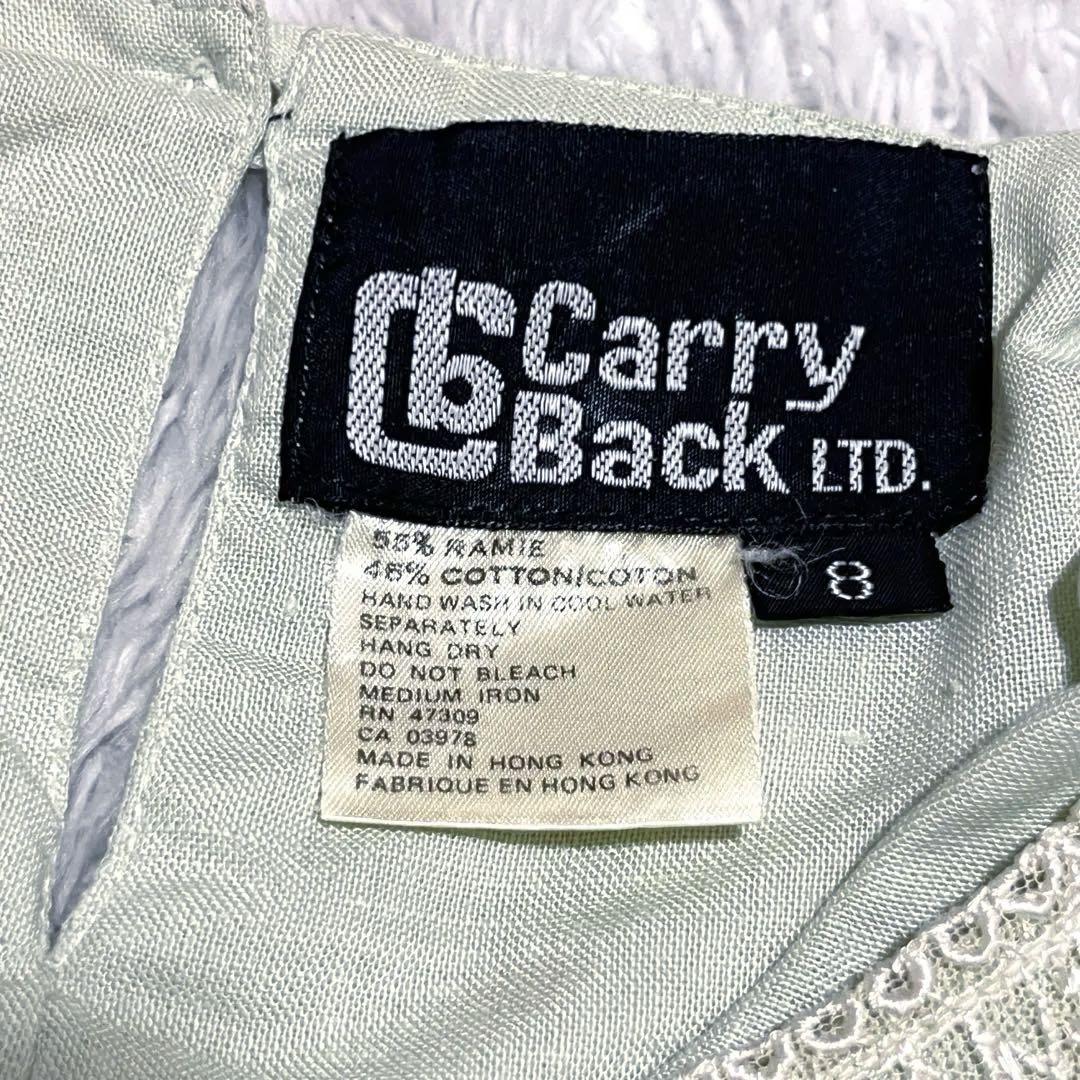 cb Carry
Back LTD.
8
55% RAMIE
45% COTTON/COTON
HAND WASH IN COOL WATER
SEPARATELY
HANG DRY
DO NOT BLEACH
MEDIUM IRON
RN 47309
CA 03978
MADE IN HONG KONG
FABRIQUE EN HONG KONG